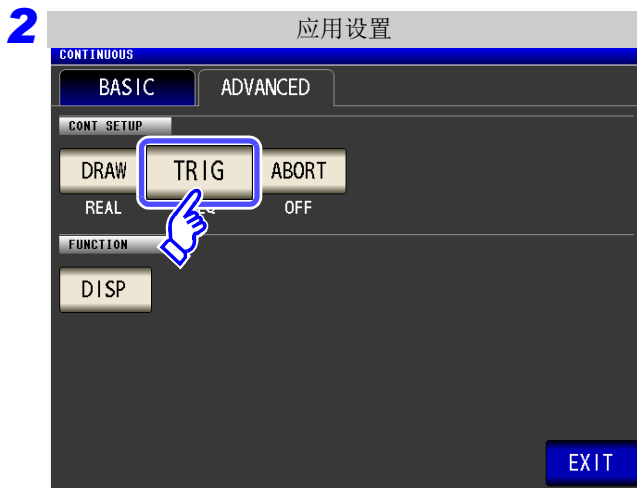 2 应用设置
CONTINUOUS
BASIC ADVANCED
CONT SETUP
DRAW TRIG ABORT
REAL OFF
FUNCTION
DISP
EXIT